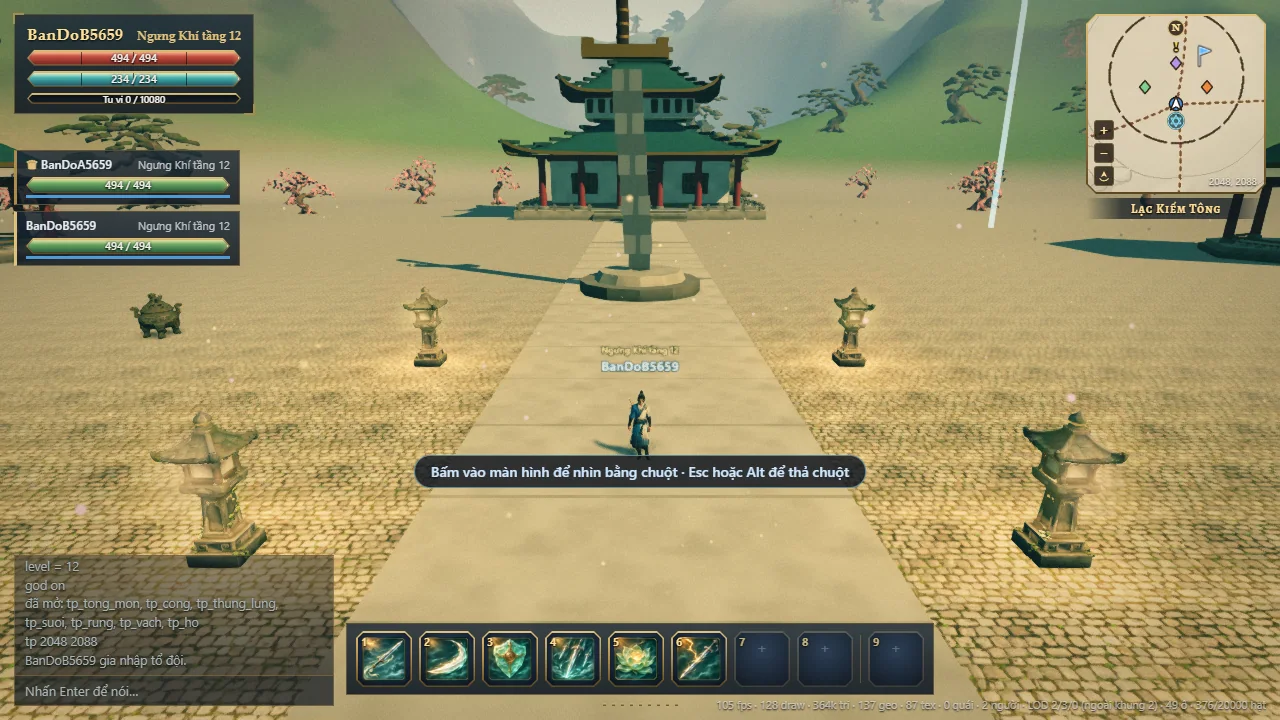 BanDoB5659 Ngưng Khí tầng 12
494 / 494
234 / 234
Tu vi 0 / 10080
BanDoA5659 Ngưng Khí tầng 12
494 / 494
BanDoB5659 Ngưng Khí tầng 12
494 / 494
N
+
−
2048, 2088
LẠC KIẾM TÔNG
Ngưng Khí tầng 12
BanDoB5659
Bấm vào màn hình để nhìn bằng chuột · Esc hoặc Alt để thả chuột
level = 12
god on
đã mở: tp_tong_mon, tp_cong, tp_thung_lung,
tp_suoi, tp_rung, tp_vach, tp_ho
tp 2048 2088
BanDoB5659 gia nhập tổ đội.
Nhấn Enter để nói...
1 2 3 4 5 6 7 8 9
+ + +
105 fps · 128 draw · 364k tri · 137 geo · 87 tex · 0 quái · 2 người · LOD 2/3/0 (ngoài khung 2) · 49 ô · 376/20000 hạt